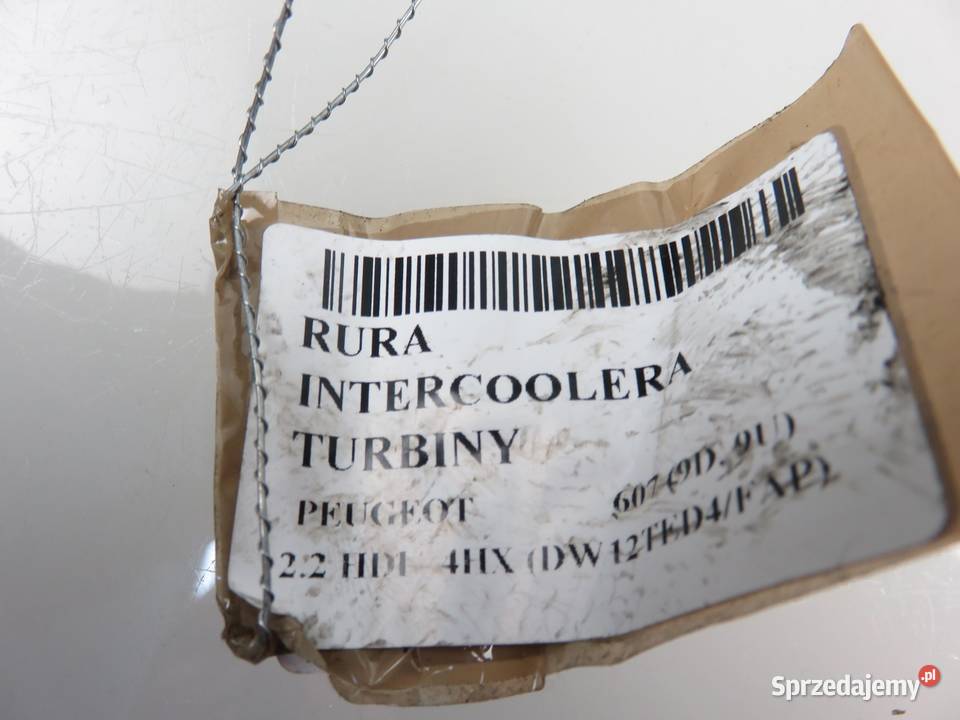 RURA
INTERCOOLERA
TURBINY
PEUGEOT 607 (9D, 9U)
2.2 HDI 4HX (DW12TED4/FAP)
Sprzedajemy.pl